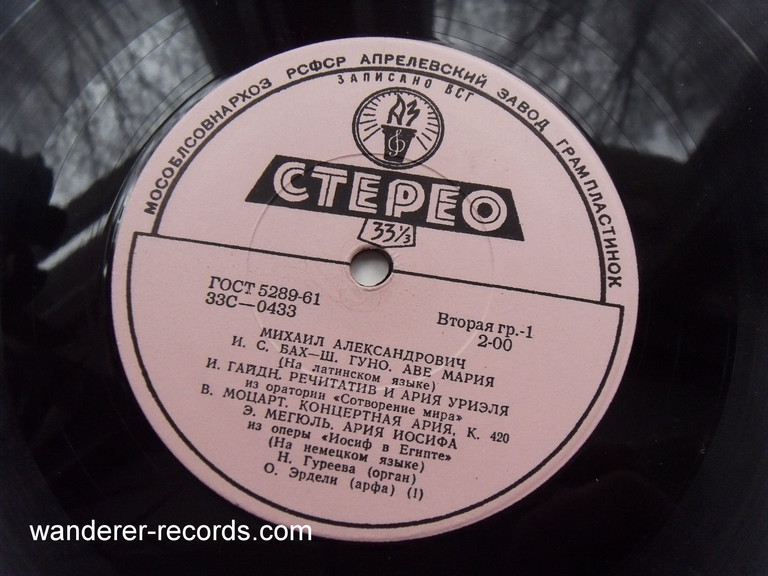 МОСОБЛСОВНАРХОЗ РСФСР АПРЕЛЕВСКИЙ ЗАВОД ГРАМПЛАСТИНОК
ЗАПИСАНО ВСГ
АЗ
СТЕРЕО
33⅓
ГОСТ 5289-61
33С—0433
Вторая гр.-1
2-00
МИХАИЛ АЛЕКСАНДРОВИЧ
И. С. БАХ—Ш. ГУНО. АВЕ МАРИЯ
(На латинском языке)
И. ГАЙДН. РЕЧИТАТИВ И АРИЯ УРИЭЛЯ
из оратории «Сотворение мира»
В. МОЦАРТ. КОНЦЕРТНАЯ АРИЯ, К. 420
Э. МЕГЮЛЬ. АРИЯ ИОСИФА
из оперы «Иосиф в Египте»
(На немецком языке)
Н. Гуреева (орган)
О. Эрдели (арфа) (1)
wanderer-records.com